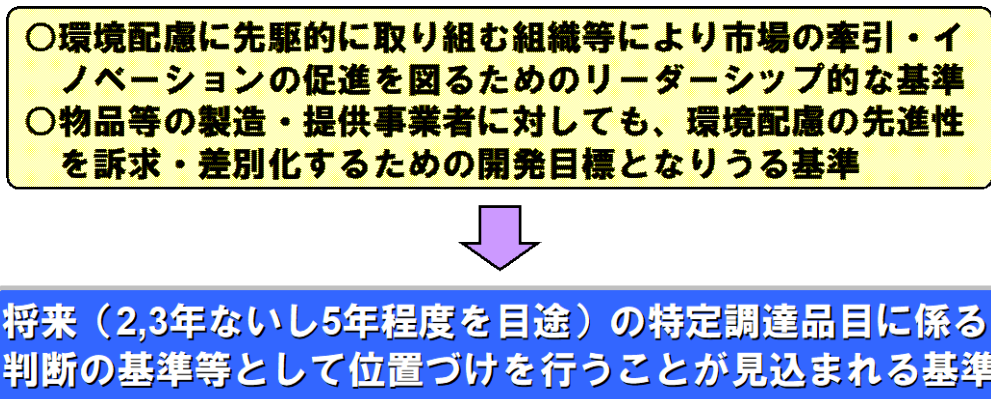 ○環境配慮に先駆的に取り組む組織等により市場の牽引・イ
ノベーションの促進を図るためのリーダーシップ的な基準
○物品等の製造・提供事業者に対しても、環境配慮の先進性
を訴求・差別化するための開発目標となりうる基準
将来（2,3年ないし5年程度を目途）の特定調達品目に係る
判断の基準等として位置づけを行うことが見込まれる基準